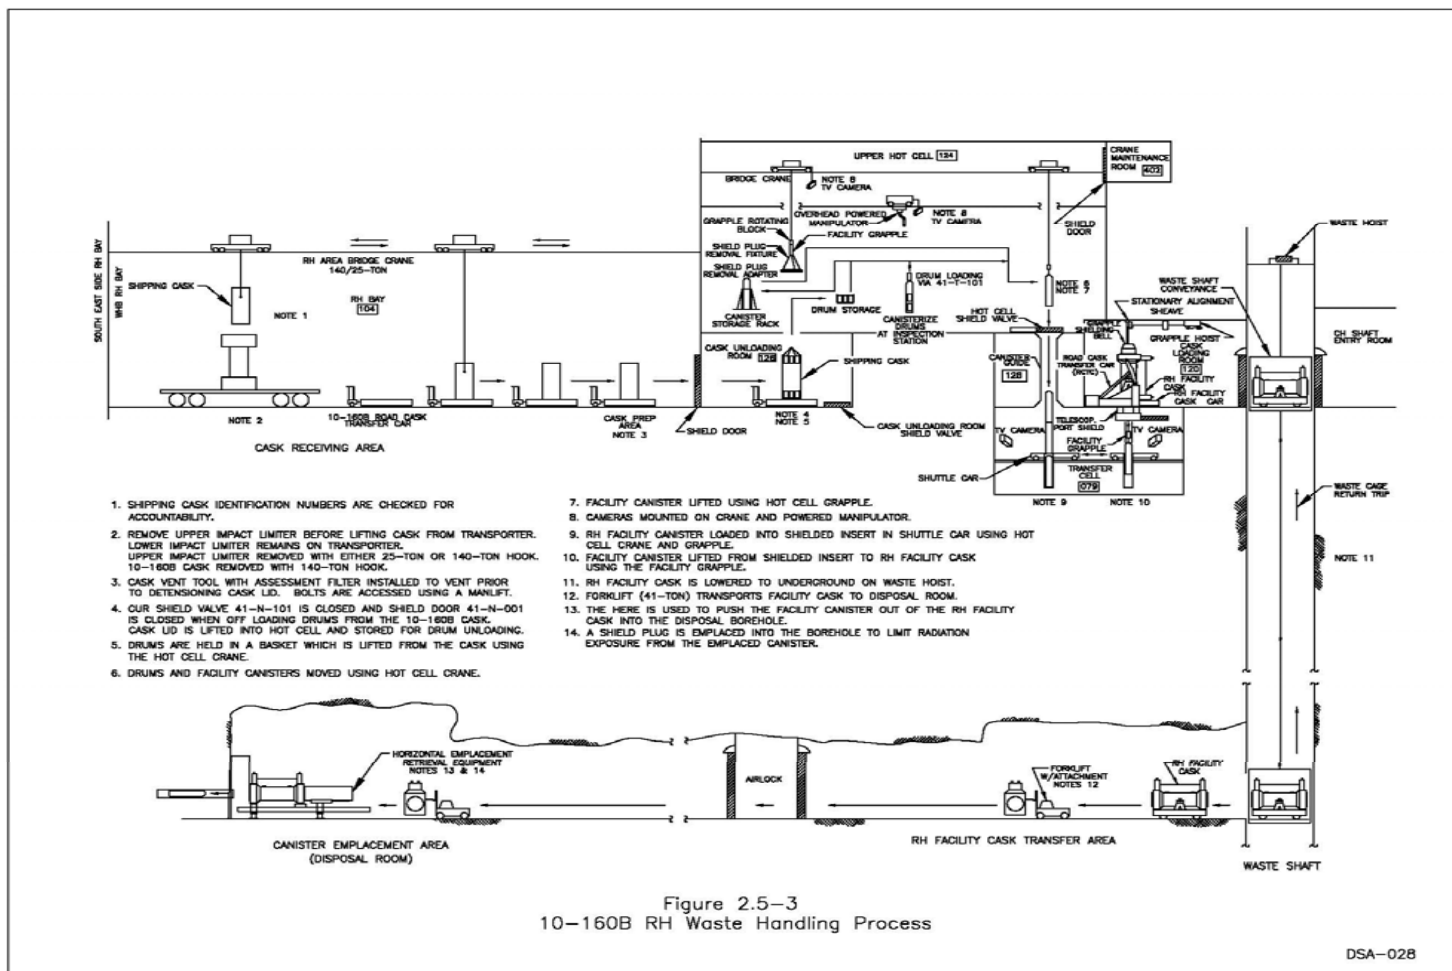 UPPER HOT CELL 124
CRANE
MAINTENANCE
ROOM 403
BRIDGE CRANE
NOTE 8
TV CAMERA
OVERHEAD POWERED
MANIPULATOR
NOTE 8
TV CAMERA
SHIELD
DOOR
GRAPPLE ROTATING
BLOCK
FACILITY GRAPPLE
SHIELD PLUG
REMOVAL FIXTURE
SHIELD PLUG
REMOVAL ADAPTER
WASTE HOIST
SOUTH EAST SIDE RH BAY
WHB RH BAY
RH AREA BRIDGE CRANE
140/25-TON
SHIPPING CASK
NOTE 1
RH BAY
104
DRUM LOADING
VIA 41-T-101
NOTE 6
NOTE 7
WASTE SHAFT
CONVEYANCE
STATIONARY ALIGNMENT
SHEAVE
CANISTER
STORAGE RACK
DRUM STORAGE
CANISTERIZE
DRUMS
AT INSPECTION
STATION
HOT CELL
SHIELD VALVE
GRAPPLE
SHIELDING
BELL
GRAPPLE HOIST
CASK
LOADING
ROOM
120
CH SHAFT
ENTRY ROOM
CASK UNLOADING
ROOM 126
SHIPPING CASK
CANISTER
GUIDE
128
ROAD CASK
TRANSFER CAR
(RCTC)
RH FACILITY
CASK
RH FACILITY
CASK CAR
NOTE 2
10-160B ROAD CASK
TRANSFER CAR
CASK PREP
AREA
NOTE 3
SHIELD DOOR
NOTE 4
NOTE 5
CASK UNLOADING ROOM
SHIELD VALVE
CASK RECEIVING AREA
TV CAMERA
TELESCOP.
PORT SHIELD
TV CAMERA
FACILITY
GRAPPLE
SHUTTLE CAR
TRANSFER
CELL
079
NOTE 9
NOTE 10
WASTE CAGE
RETURN TRIP
NOTE 11
1. SHIPPING CASK IDENTIFICATION NUMBERS ARE CHECKED FOR
ACCOUNTABILITY.
2. REMOVE UPPER IMPACT LIMITER BEFORE LIFTING CASK FROM TRANSPORTER.
LOWER IMPACT LIMITER REMAINS ON TRANSPORTER.
UPPER IMPACT LIMITER REMOVED WITH EITHER 25-TON OR 140-TON HOOK.
10-160B CASK REMOVED WITH 140-TON HOOK.
3. CASK VENT TOOL WITH ASSESSMENT FILTER INSTALLED TO VENT PRIOR
TO DETENSIONING CASK LID. BOLTS ARE ACCESSED USING A MANLIFT.
4. CUR SHIELD VALVE 41-N-101 IS CLOSED AND SHIELD DOOR 41-N-001
IS CLOSED WHEN OFF LOADING DRUMS FROM THE 10-160B CASK.
CASK LID IS LIFTED INTO HOT CELL AND STORED FOR DRUM UNLOADING.
5. DRUMS ARE HELD IN A BASKET WHICH IS LIFTED FROM THE CASK USING
THE HOT CELL CRANE.
6. DRUMS AND FACILITY CANISTERS MOVED USING HOT CELL CRANE.
7. FACILITY CANISTER LIFTED USING HOT CELL GRAPPLE.
8. CAMERAS MOUNTED ON CRANE AND POWERED MANIPULATOR.
9. RH FACILITY CANISTER LOADED INTO SHIELDED INSERT IN SHUTTLE CAR USING HOT
CELL CRANE AND GRAPPLE.
10. FACILITY CANISTER LIFTED FROM SHIELDED INSERT TO RH FACILITY CASK
USING THE FACILITY GRAPPLE.
11. RH FACILITY CASK IS LOWERED TO UNDERGROUND ON WASTE HOIST.
12. FORKLIFT (41-TON) TRANSPORTS FACILITY CASK TO DISPOSAL ROOM.
13. THE HERE IS USED TO PUSH THE FACILITY CANISTER OUT OF THE RH FACILITY
CASK INTO THE DISPOSAL BOREHOLE.
14. A SHIELD PLUG IS EMPLACED INTO THE BOREHOLE TO LIMIT RADIATION
EXPOSURE FROM THE EMPLACED CANISTER.
HORIZONTAL EMPLACEMENT
RETRIEVAL EQUIPMENT
NOTES 13 & 14
AIRLOCK
FORKLIFT
W/ATTACHMENT
NOTES 12
RH FACILITY
CASK
CANISTER EMPLACEMENT AREA
(DISPOSAL ROOM)
RH FACILITY CASK TRANSFER AREA
WASTE SHAFT
Figure 2.5-3
10-160B RH Waste Handling Process
DSA-028